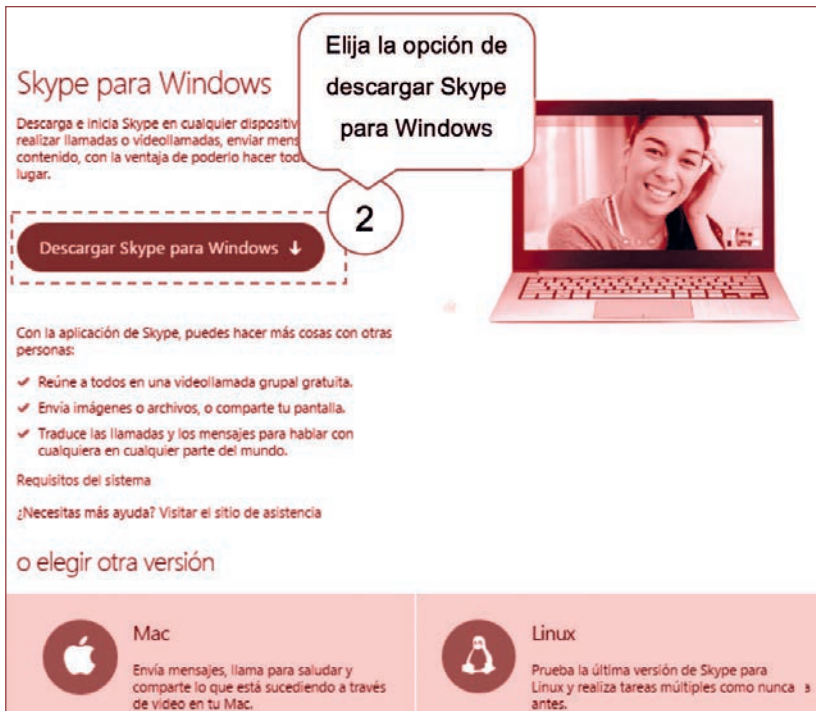 Elija la opción de
descargar Skype
para Windows
2
Skype para Windows
Descarga e inicia Skype en cualquier dispositiv
realizar llamadas o videollamadas, enviar mens
contenido, con la ventaja de poderlo hacer tod
lugar.
Descargar Skype para Windows
Con la aplicación de Skype, puedes hacer más cosas con otras
personas:
Reúne a todos en una videollamada grupal gratuita.
Envía imágenes o archivos, o comparte tu pantalla.
Traduce las llamadas y los mensajes para hablar con
cualquiera en cualquier parte del mundo.
Requisitos del sistema
¿Necesitas más ayuda? Visitar el sitio de asistencia
o elegir otra versión
Mac
Envía mensajes, llama para saludar y
comparte lo que está sucediendo a través
de video en tu Mac.
Linux
Prueba la última versión de Skype para
Linux y realiza tareas múltiples como nunca
antes.